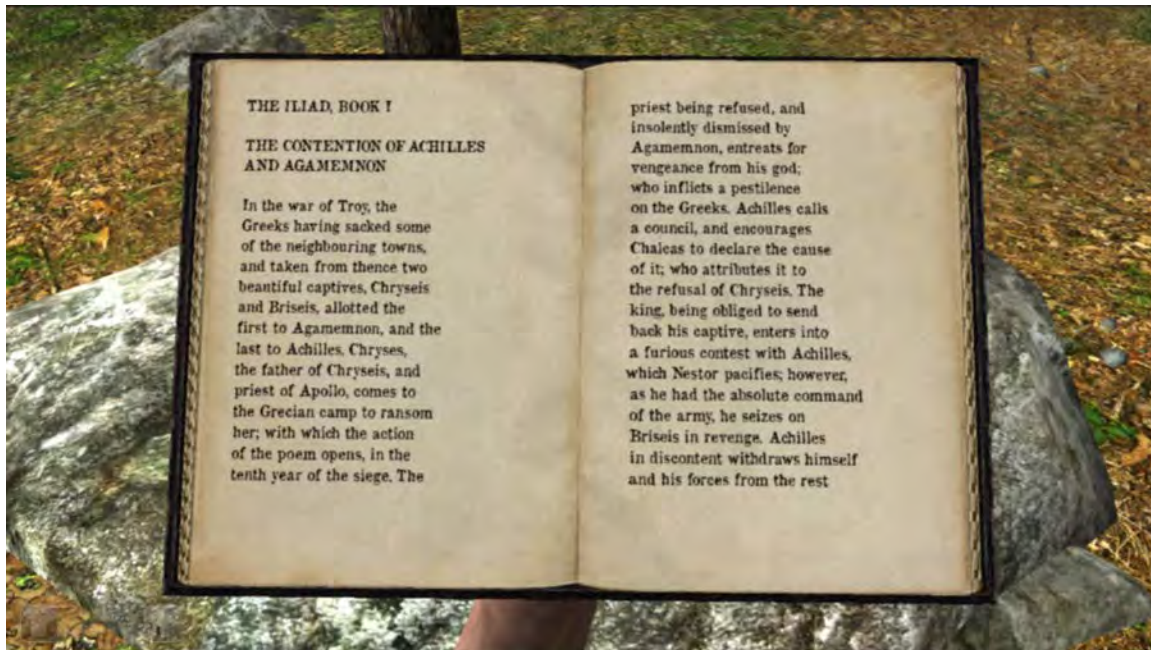 THE ILIAD, BOOK I
THE CONTENTION OF ACHILLES
AND AGAMEMNON
In the war of Troy, the
Greeks having sacked some
of the neighbouring towns,
and taken from thence two
beautiful captives, Chryseis
and Briseis, allotted the
first to Agamemnon, and the
last to Achilles. Chryses,
the father of Chryseis, and
priest of Apollo, comes to
the Grecian camp to ransom
her; with which the action
of the poem opens, in the
tenth year of the siege. The
priest being refused, and
insolently dismissed by
Agamemnon, entreats for
vengeance from his god;
who inflicts a pestilence
on the Greeks. Achilles calls
a council, and encourages
Chalcas to declare the cause
of it; who attributes it to
the refusal of Chryseis. The
king, being obliged to send
back his captive, enters into
a furious contest with Achilles,
which Nestor pacifies; however,
as he had the absolute command
of the army, he seizes on
Briseis in revenge. Achilles
in discontent withdraws himself
and his forces from the rest